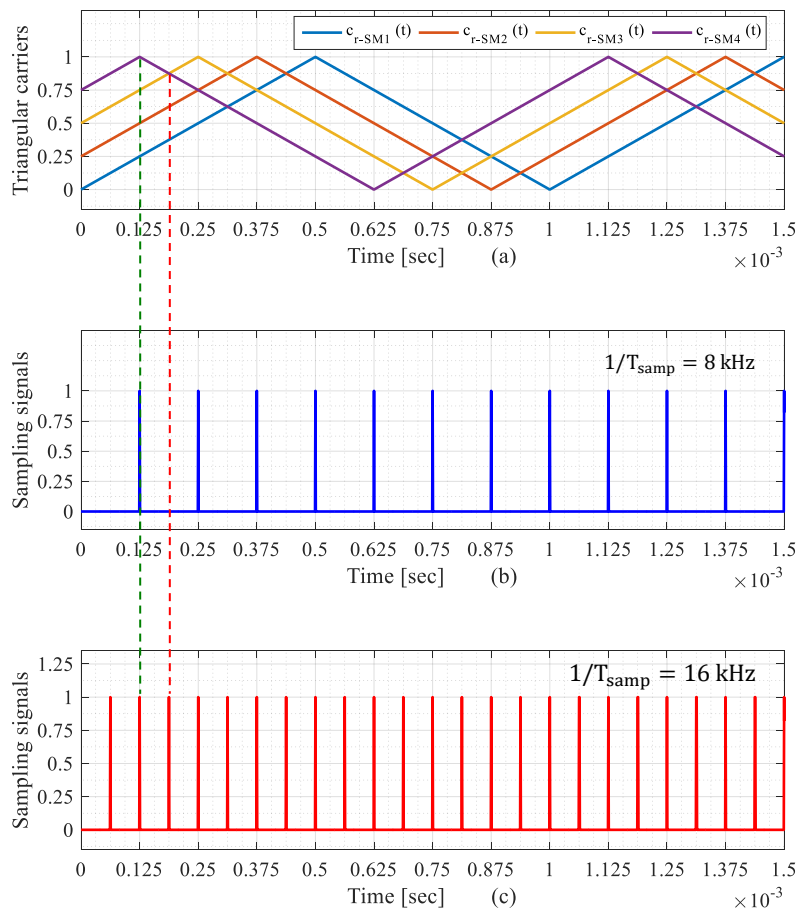 c r-SM1 (t) c r-SM2 (t) c r-SM3 (t) c r-SM4 (t)
Triangular carriers
1
0.75
0.5
0.25
0
0 0.125 0.25 0.375 0.5 0.625 0.75 0.875 1 1.125 1.25 1.375 1.5
Time [sec] (a) ×10⁻³
Sampling signals
1/Tsamp = 8 kHz
1
0.75
0.5
0.25
0
0 0.125 0.25 0.375 0.5 0.625 0.75 0.875 1 1.125 1.25 1.375 1.5
Time [sec] (b) ×10⁻³
Sampling signals
1.25
1/Tsamp = 16 kHz
1
0.75
0.5
0.25
0
0 0.125 0.25 0.375 0.5 0.625 0.75 0.875 1 1.125 1.25 1.375 1.5
Time [sec] (c) ×10⁻³